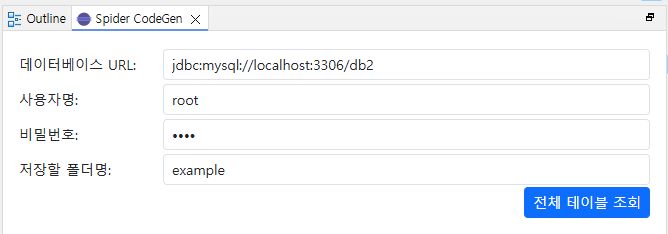 Outline Spider CodeGen
데이터베이스 URL: jdbc:mysql://localhost:3306/db2
사용자명: root
비밀번호: ••••
저장할 폴더명: example
전체 테이블 조회